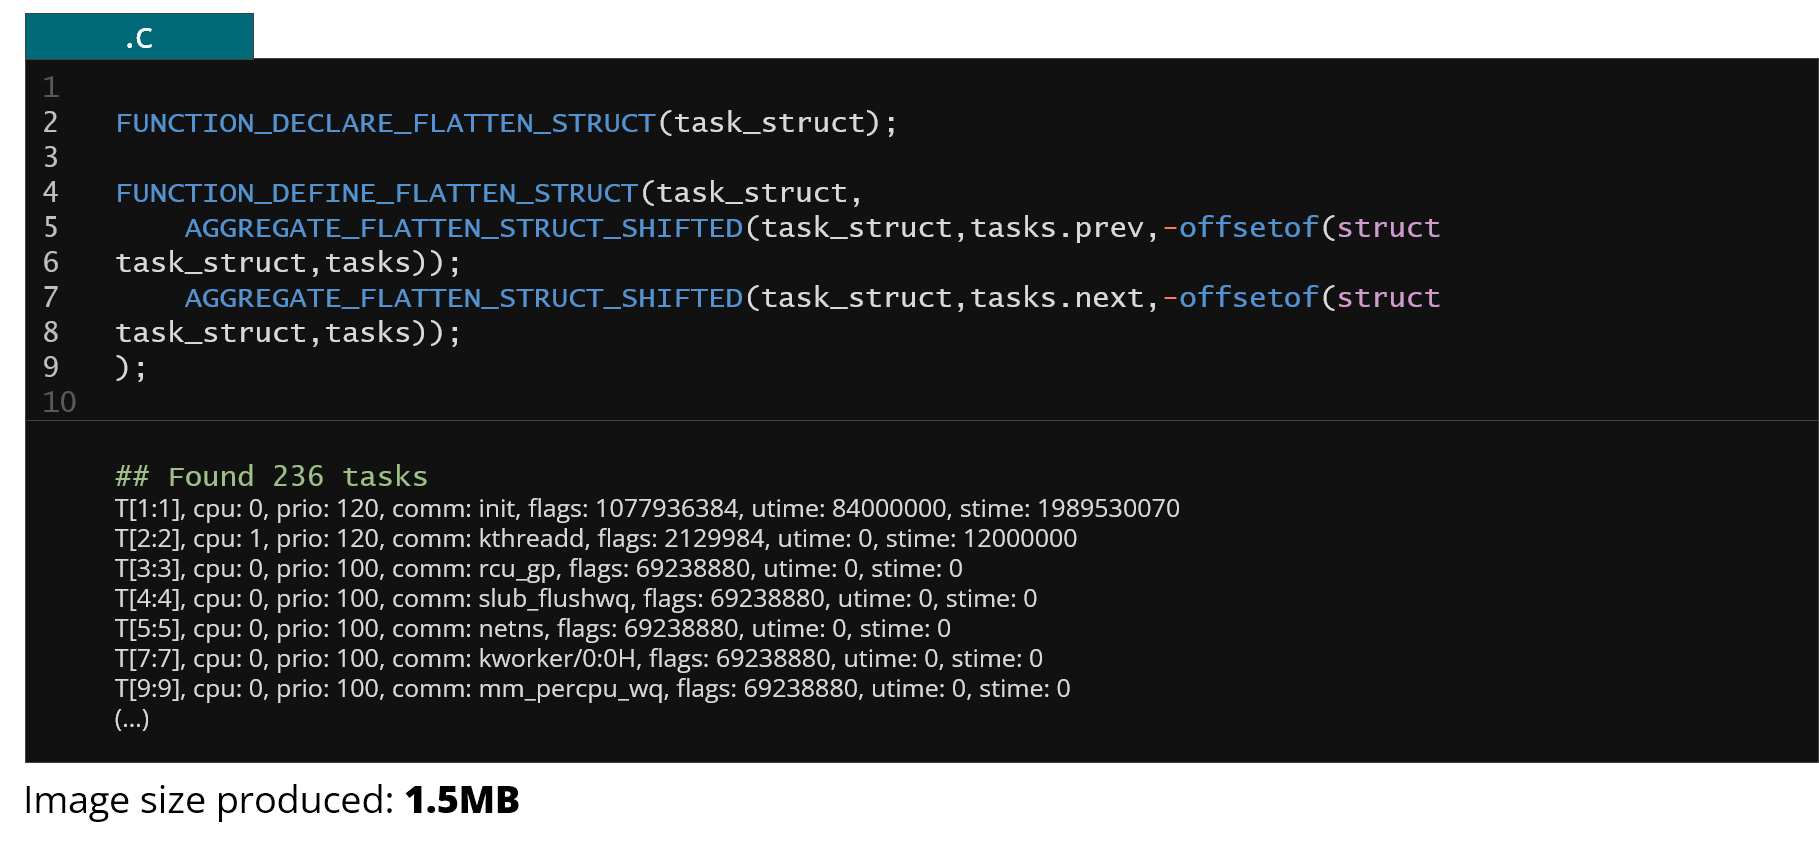 .C
1
2 FUNCTION_DECLARE_FLATTEN_STRUCT(task_struct);
3
4 FUNCTION_DEFINE_FLATTEN_STRUCT(task_struct,
5     AGGREGATE_FLATTEN_STRUCT_SHIFTED(task_struct,tasks.prev,-offsetof(struct
6 task_struct,tasks));
7     AGGREGATE_FLATTEN_STRUCT_SHIFTED(task_struct,tasks.next,-offsetof(struct
8 task_struct,tasks));
9 );
10
## Found 236 tasks
T[1:1], cpu: 0, prio: 120, comm: init, flags: 1077936384, utime: 84000000, stime: 1989530070
T[2:2], cpu: 1, prio: 120, comm: kthreadd, flags: 2129984, utime: 0, stime: 12000000
T[3:3], cpu: 0, prio: 100, comm: rcu_gp, flags: 69238880, utime: 0, stime: 0
T[4:4], cpu: 0, prio: 100, comm: slub_flushwq, flags: 69238880, utime: 0, stime: 0
T[5:5], cpu: 0, prio: 100, comm: netns, flags: 69238880, utime: 0, stime: 0
T[7:7], cpu: 0, prio: 100, comm: kworker/0:0H, flags: 69238880, utime: 0, stime: 0
T[9:9], cpu: 0, prio: 100, comm: mm_percpu_wq, flags: 69238880, utime: 0, stime: 0
(...)
Image size produced: 1.5MB